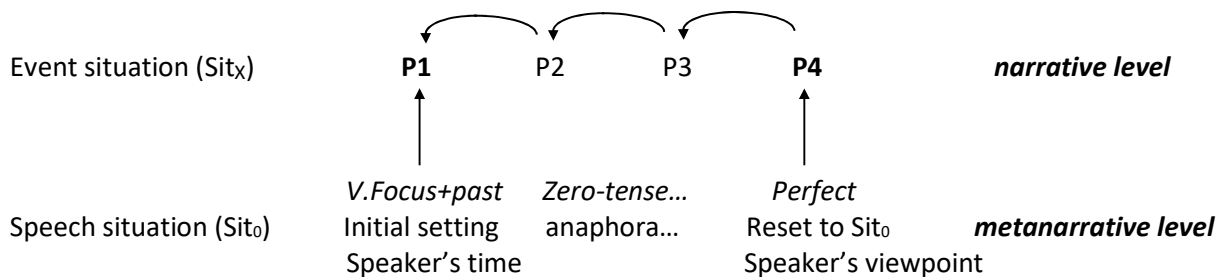 Event situation (Sitₓ) P1 P2 P3 P4 narrative level
V.Focus+past Zero-tense… Perfect
Speech situation (Sit₀) Initial setting anaphora… Reset to Sit₀ metanarrative level
Speaker's time Speaker's viewpoint